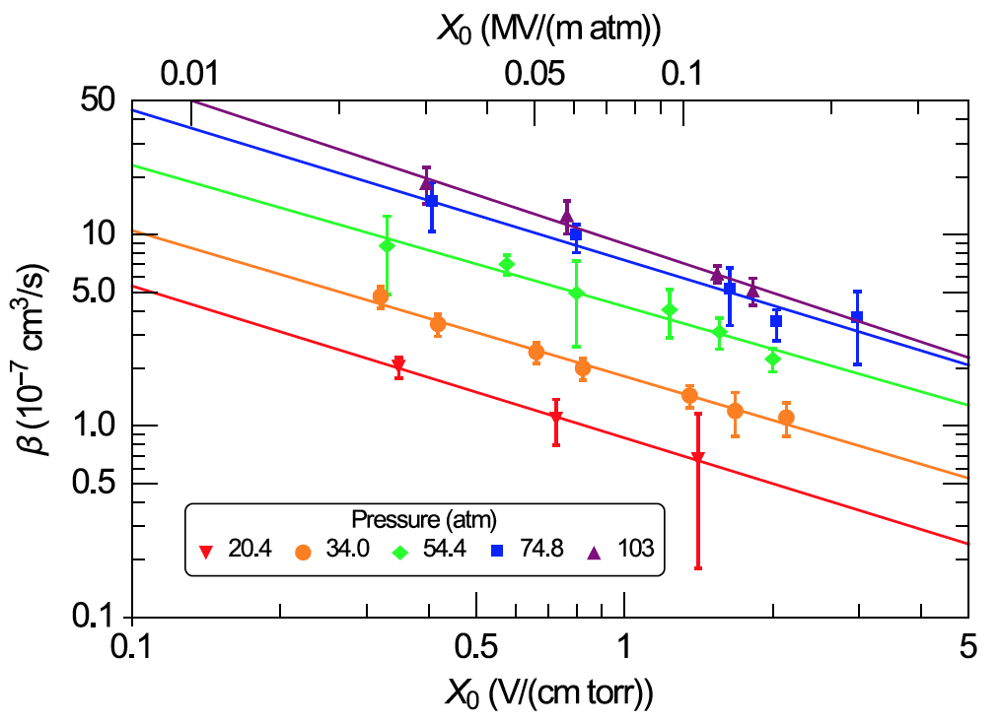 X₀ (MV/(m atm))
0.01 0.05 0.1
50
10
5.0
1.0
0.5
0.1
β (10⁻⁷ cm³/s)
Pressure (atm)
20.4 34.0 54.4 74.8 103
0.1 0.5 1 5
X₀ (V/(cm torr))